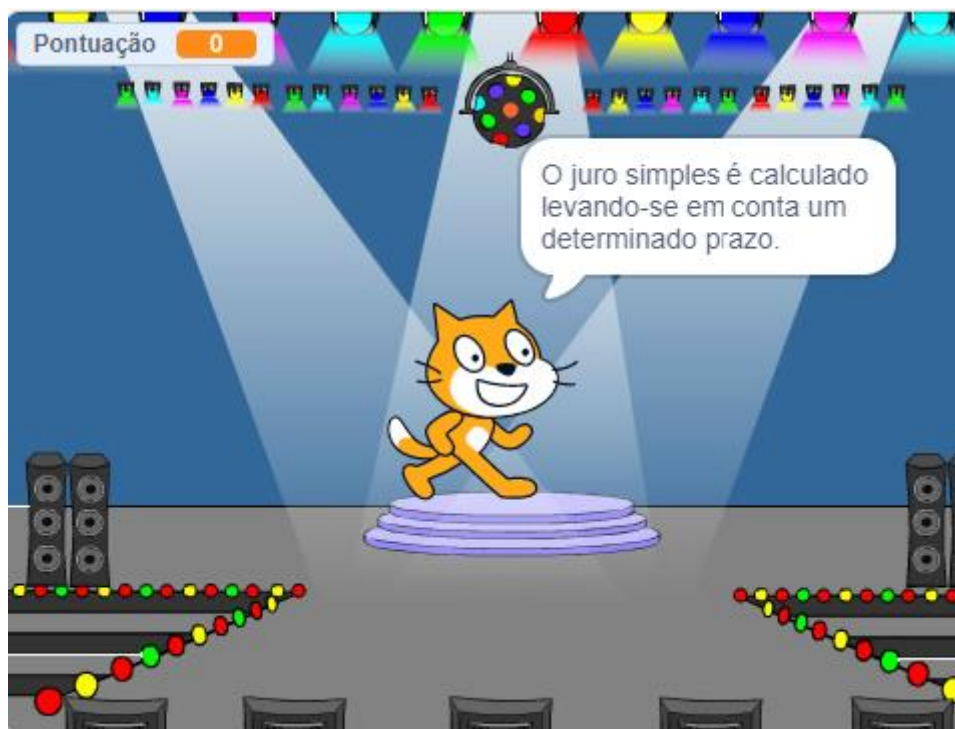 Pontuação 0
O juro simples é calculado
levando-se em conta um
determinado prazo.